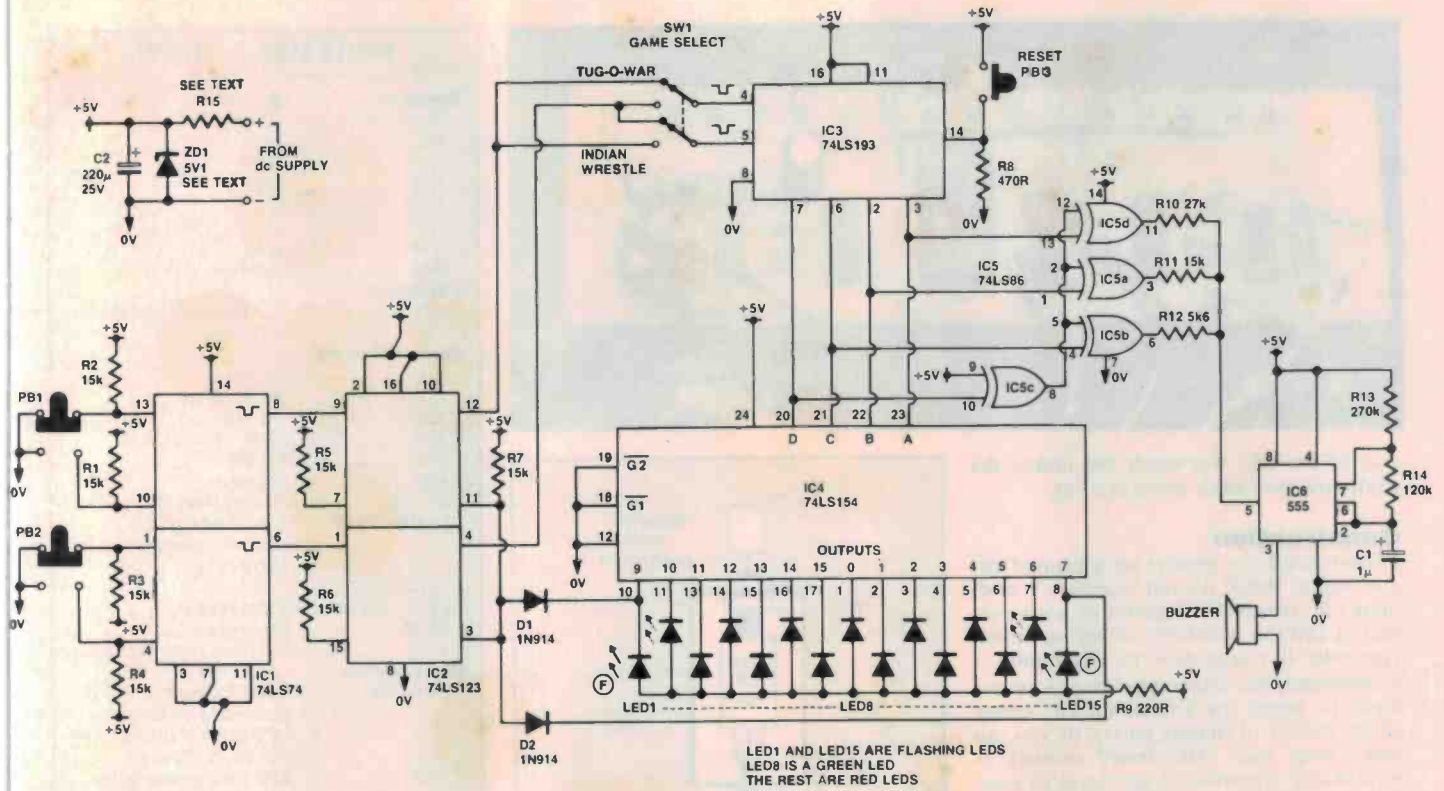 SW1
GAME SELECT
TUG-O-WAR
INDIAN
WRESTLE
+5V
SEE TEXT
R15
+
FROM
dc SUPPLY
-
C2
220μ
25V
+
ZD1
5V1
SEE TEXT
0V
+5V
16
11
4
5
8
0V
IC3
74LS193
14
7
6
2
3
+5V
RESET
PB3
R8
470R
0V
+5V
14
12
13
IC5d
11
R10 27k
IC5
74LS86
2
1
IC5a
3
R11 15k
5
4
IC5b
6
R12 5k6
7
0V
+5V
9
10
IC5c
8
+5V
R2
15k
PB1
0V
+5V
R1
15k
PB2
0V
R3
15k
+5V
R4
15k
+5V
+5V
14
13
10
1
4
8
6
3
7
11
IC1
74LS74
0V
+5V
R5
15k
+5V
R6
15k
+5V
2
16
10
9
7
1
15
12
11
4
3
8
0V
IC2
74LS123
+5V
R7
15k
D1
1N914
D2
1N914
+5V
24
20
21
22
23
D
C
B
A
19
G2
18
G1
12
0V
IC4
74LS154
OUTPUTS
9 10 11 12 13 14 15 0 1 2 3 4 5 6 7
10 11 13 14 15 16 17 1 2 3 4 5 6 7 8
F
F
LED1
LED8
LED15
R9 220R
+5V
+5V
8
4
IC6
555
7
6
2
5
3
1
R13
270k
R14
120k
+
C1
1μ
0V
0V
BUZZER
0V
LED1 AND LED15 ARE FLASHING LEDS
LED8 IS A GREEN LED
THE REST ARE RED LEDS